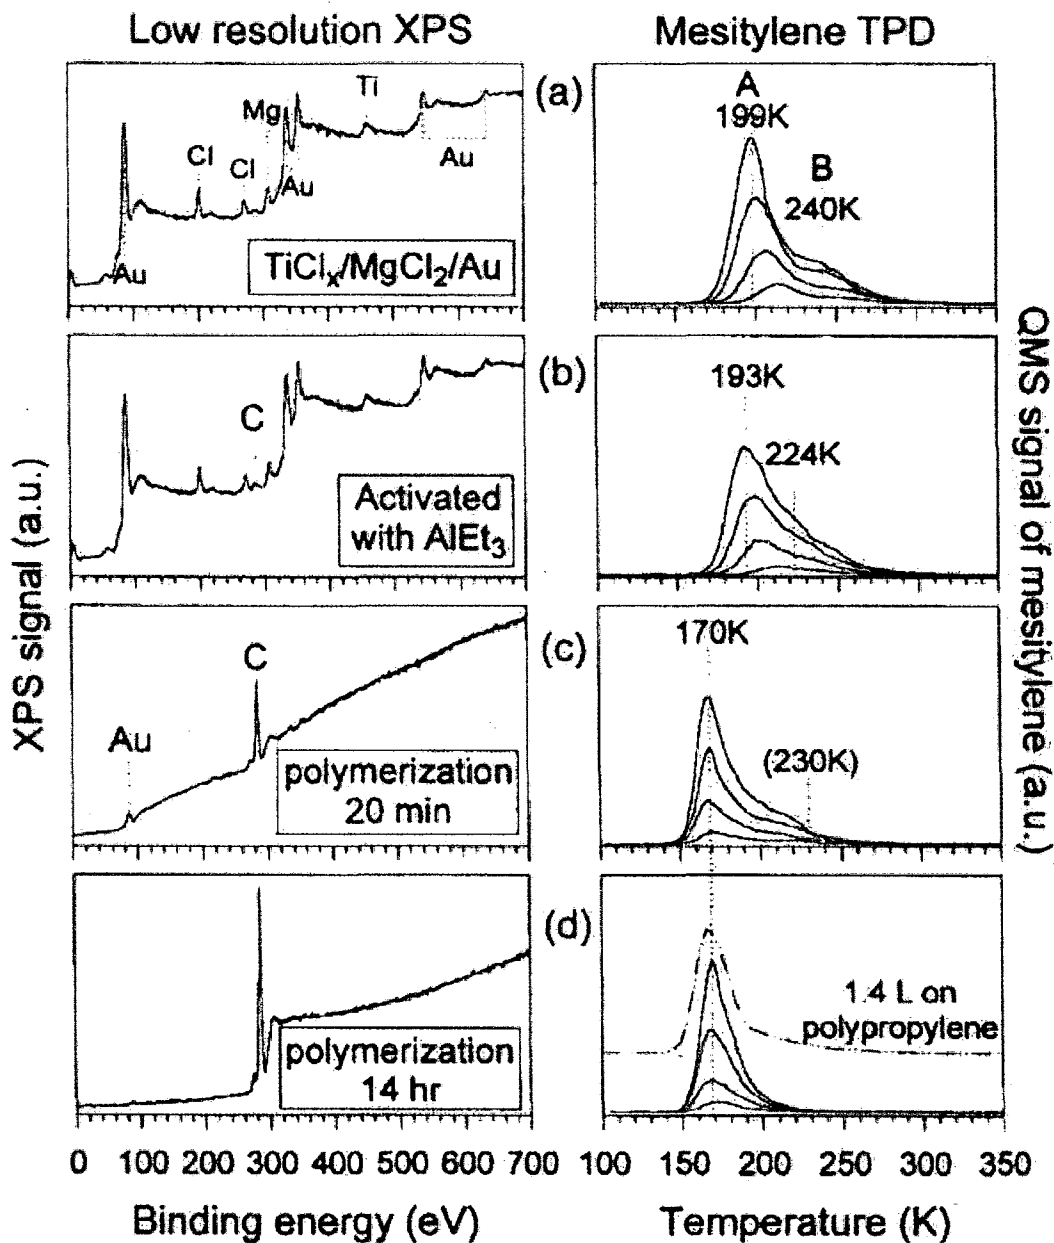 Low resolution XPS
Mesitylene TPD
(a)
Ti
Mg
Cl
Cl
Au
Au
Au
TiClₓ/MgCl₂/Au
A
199K
B
240K
(b)
C
Activated
with AlEt₃
193K
224K
(c)
C
Au
polymerization
20 min
170K
(230K)
(d)
polymerization
14 hr
1.4 L on
polypropylene
0 100 200 300 400 500 600 700
100 150 200 250 300 350
Binding energy (eV)
Temperature (K)
XPS signal (a.u.)
QMS signal of mesitylene (a.u.)